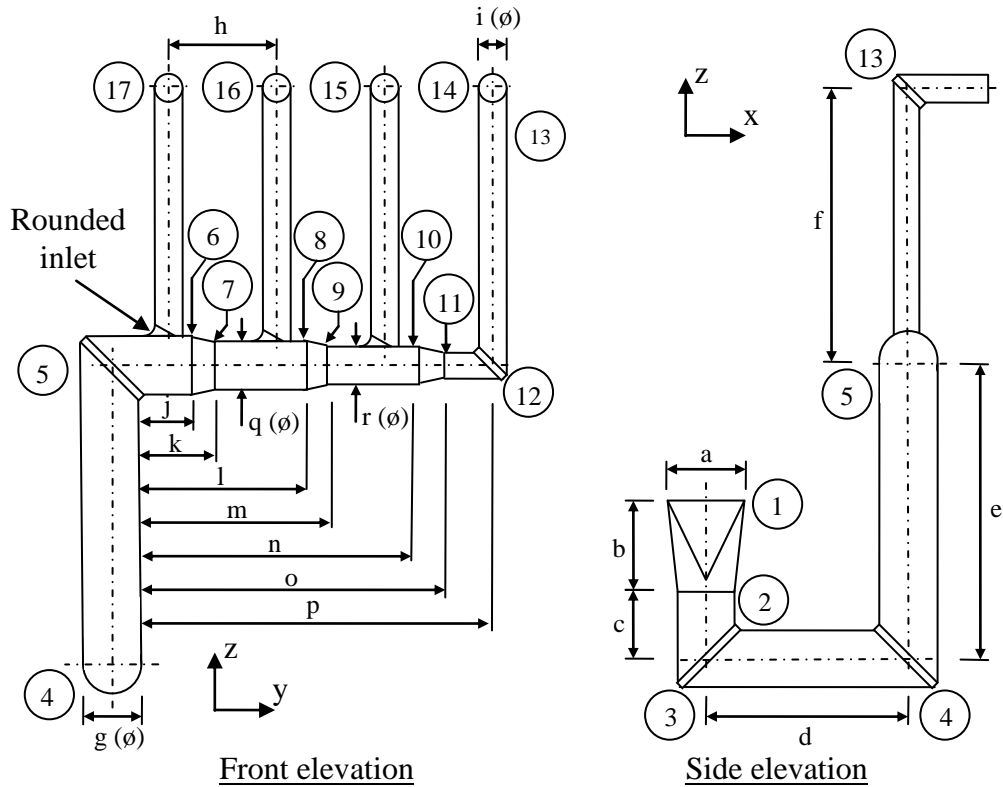 h
i (ø)
17
16
15
14
13
Rounded
inlet
6
7
8
9
10
11
5
12
j
q (ø)
r (ø)
k
l
m
n
o
p
4
g (ø)
z
y
Front elevation
13
z
x
f
5
a
1
b
e
2
c
3
4
d
Side elevation